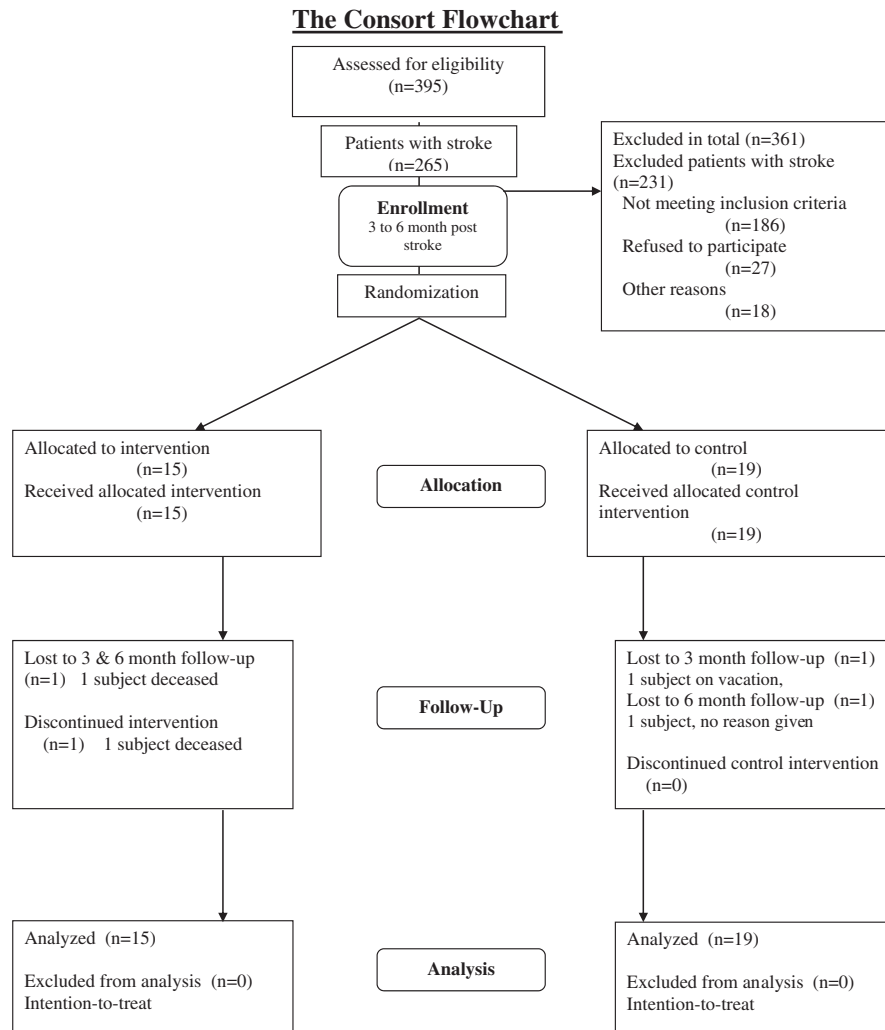 The Consort Flowchart
Assessed for eligibility
(n=395)
Patients with stroke
(n=265)
Excluded in total (n=361)
Excluded patients with stroke
(n=231)
Not meeting inclusion criteria
(n=186)
Refused to participate
(n=27)
Other reasons
(n=18)
Enrollment
3 to 6 month post
stroke
Randomization
Allocated to intervention
(n=15)
Received allocated intervention
(n=15)
Allocation
Allocated to control
(n=19)
Received allocated control
intervention
(n=19)
Lost to 3 & 6 month follow-up
(n=1) 1 subject deceased
Discontinued intervention
(n=1) 1 subject deceased
Follow-Up
Lost to 3 month follow-up (n=1)
1 subject on vacation,
Lost to 6 month follow-up (n=1)
1 subject, no reason given
Discontinued control intervention
(n=0)
Analyzed (n=15)
Excluded from analysis (n=0)
Intention-to-treat
Analysis
Analyzed (n=19)
Excluded from analysis (n=0)
Intention-to-treat